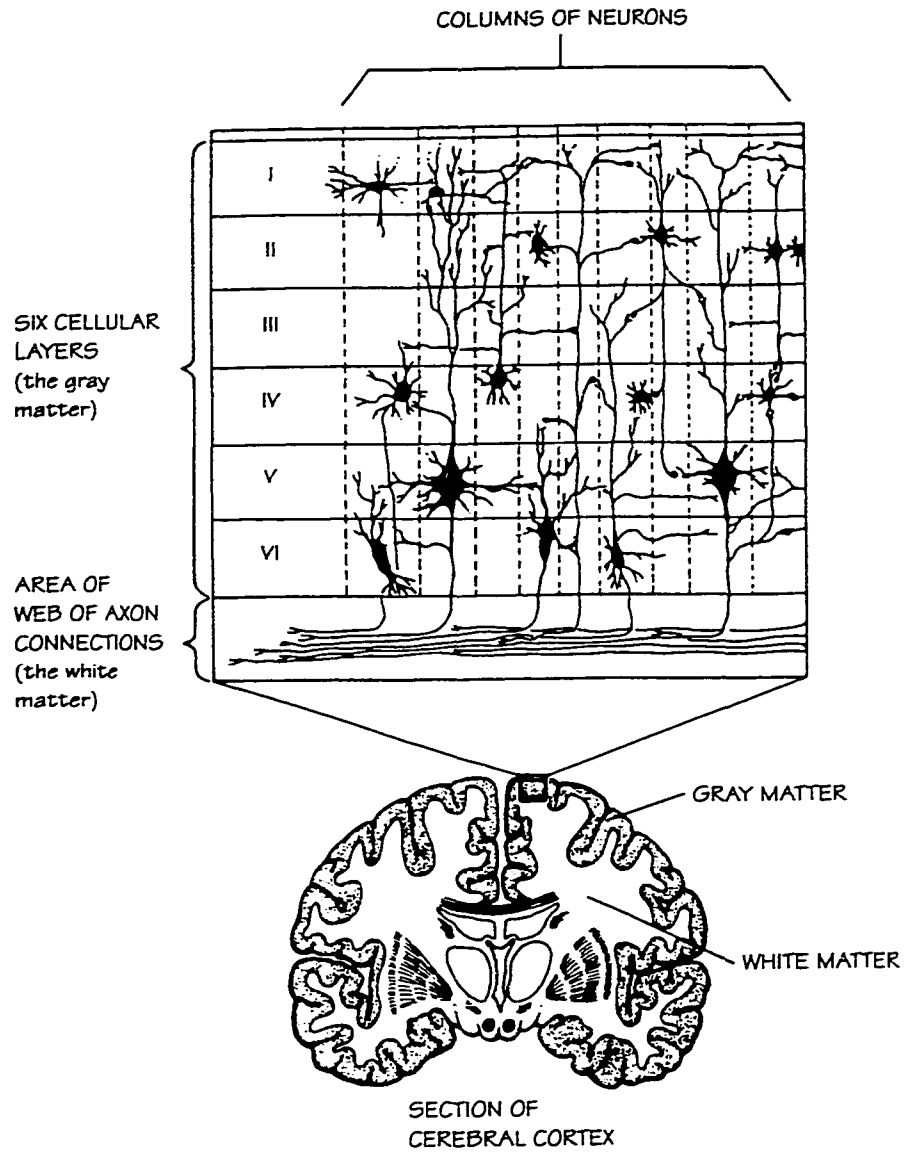 COLUMNS OF NEURONS
I
II
SIX CELLULAR
LAYERS
(the gray
matter)
III
IV
V
VI
AREA OF
WEB OF AXON
CONNECTIONS
(the white
matter)
GRAY MATTER
WHITE MATTER
SECTION OF
CEREBRAL CORTEX